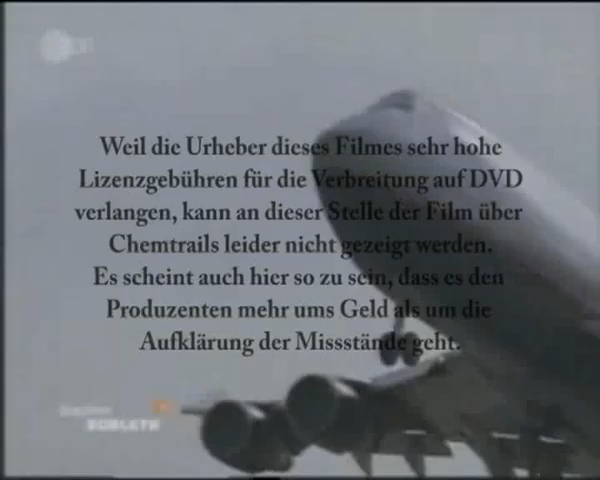 Weil die Urheber dieses Filmes sehr hohe
Lizenzgebühren für die Verbreitung auf DVD
verlangen, kann an dieser Stelle der Film über
Chemtrails leider nicht gezeigt werden.
Es scheint auch hier so zu sein, dass es den
Produzenten mehr ums Geld als um die
Aufklärung der Missstände geht.
BUBLATH